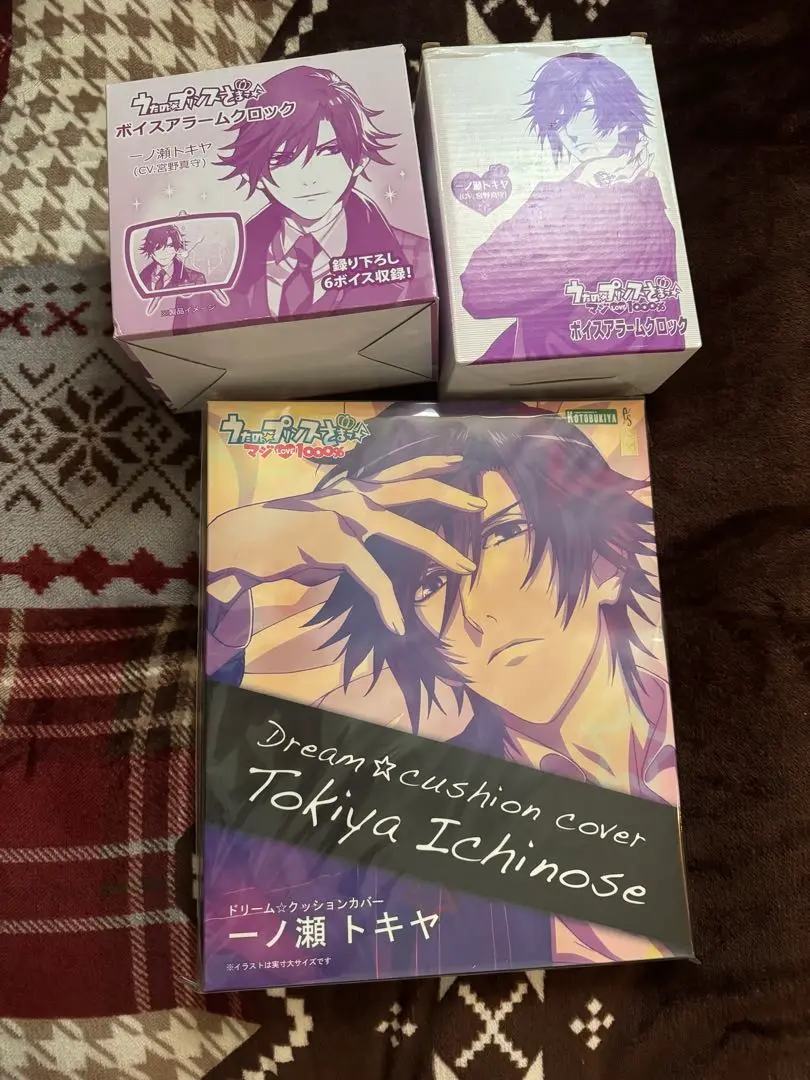 うたの☆プリンスさまっ♪
ボイスアラームクロック
一ノ瀬トキヤ
(CV.宮野真守)
録り下ろし
6ボイス収録!
※製品イメージ
一ノ瀬トキヤ
(CV.宮野真守)
うたの☆プリンスさまっ♪
マジLOVE1000%
ボイスアラームクロック
うたの☆プリンスさまっ♪
マジLOVE1000%
KOTOBUKIYA
Dream☆cushion cover
Tokiya Ichinose
ドリーム☆クッションカバー
一ノ瀬 トキヤ
※イラストは実寸大サイズです